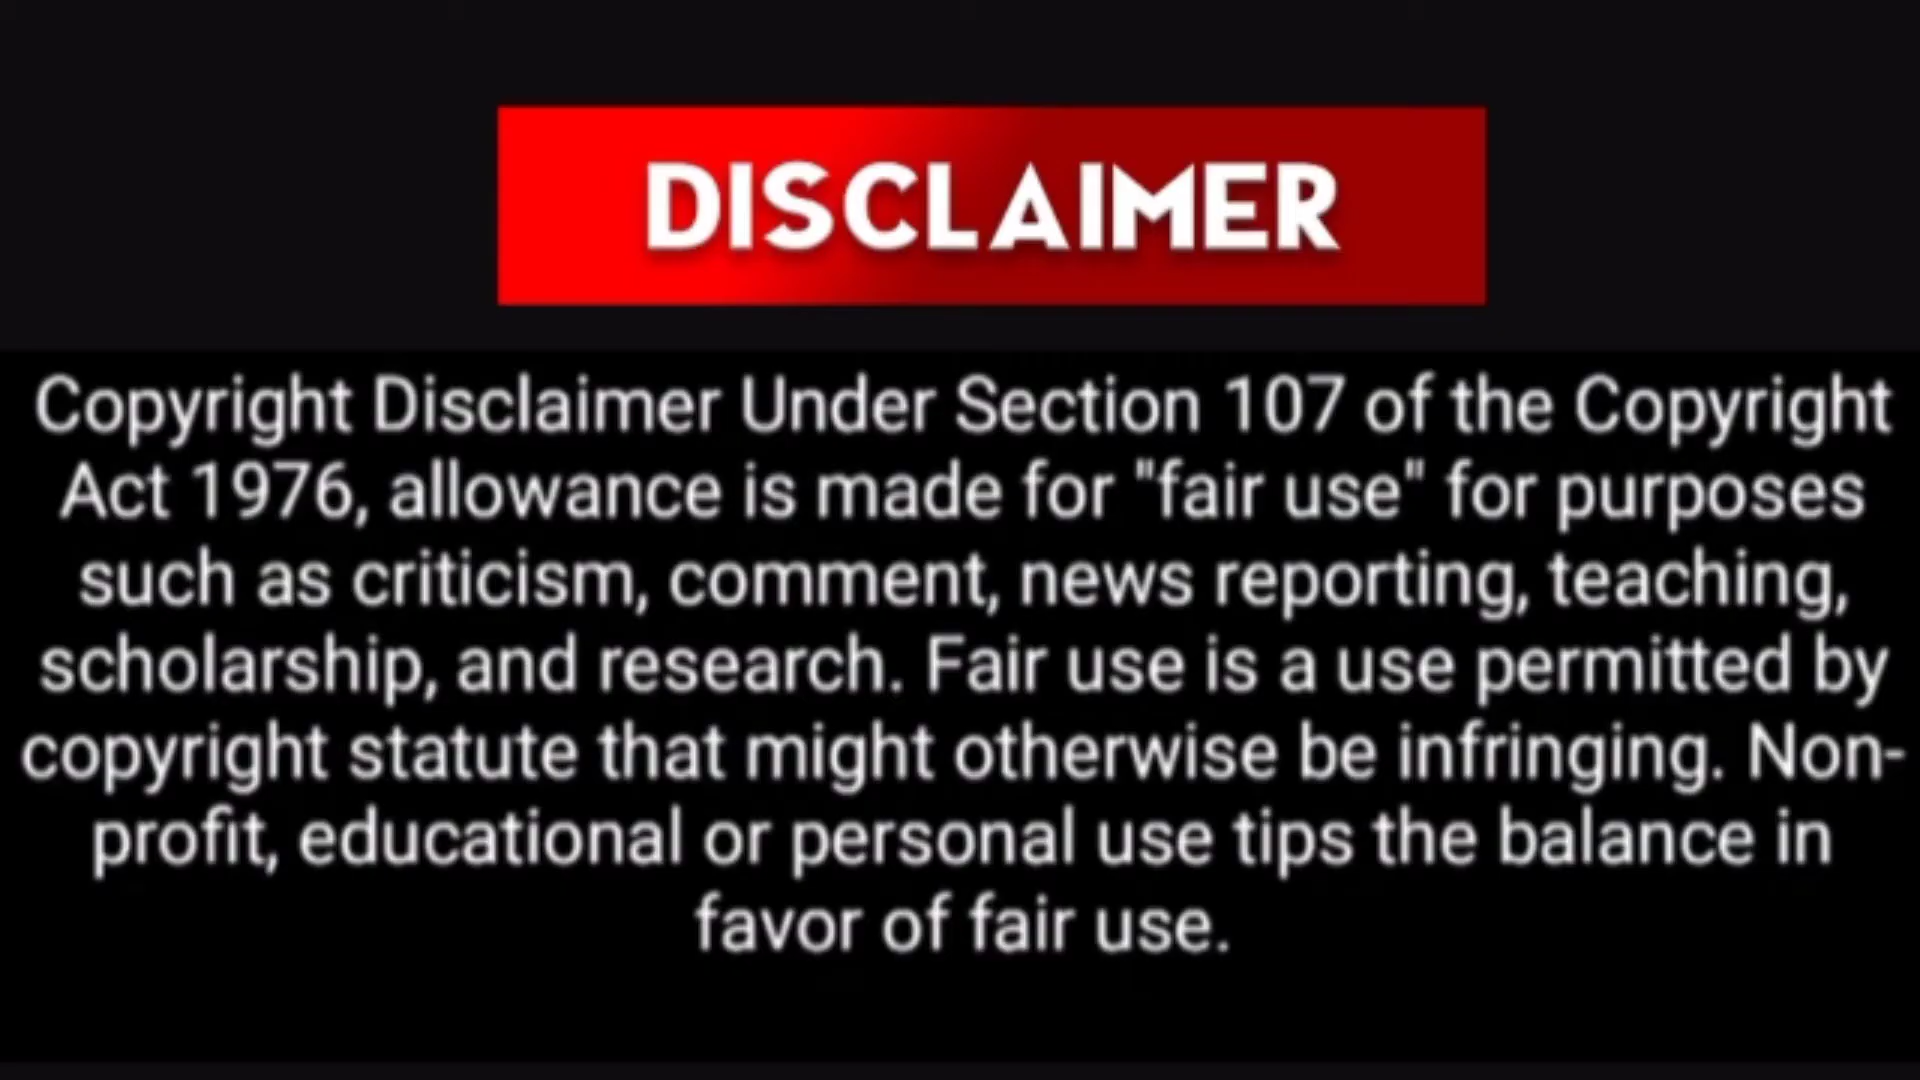 DISCLAIMER
Copyright Disclaimer Under Section 107 of the Copyright
Act 1976, allowance is made for "fair use" for purposes
such as criticism, comment, news reporting, teaching,
scholarship, and research. Fair use is a use permitted by
copyright statute that might otherwise be infringing. Non-
profit, educational or personal use tips the balance in
favor of fair use.